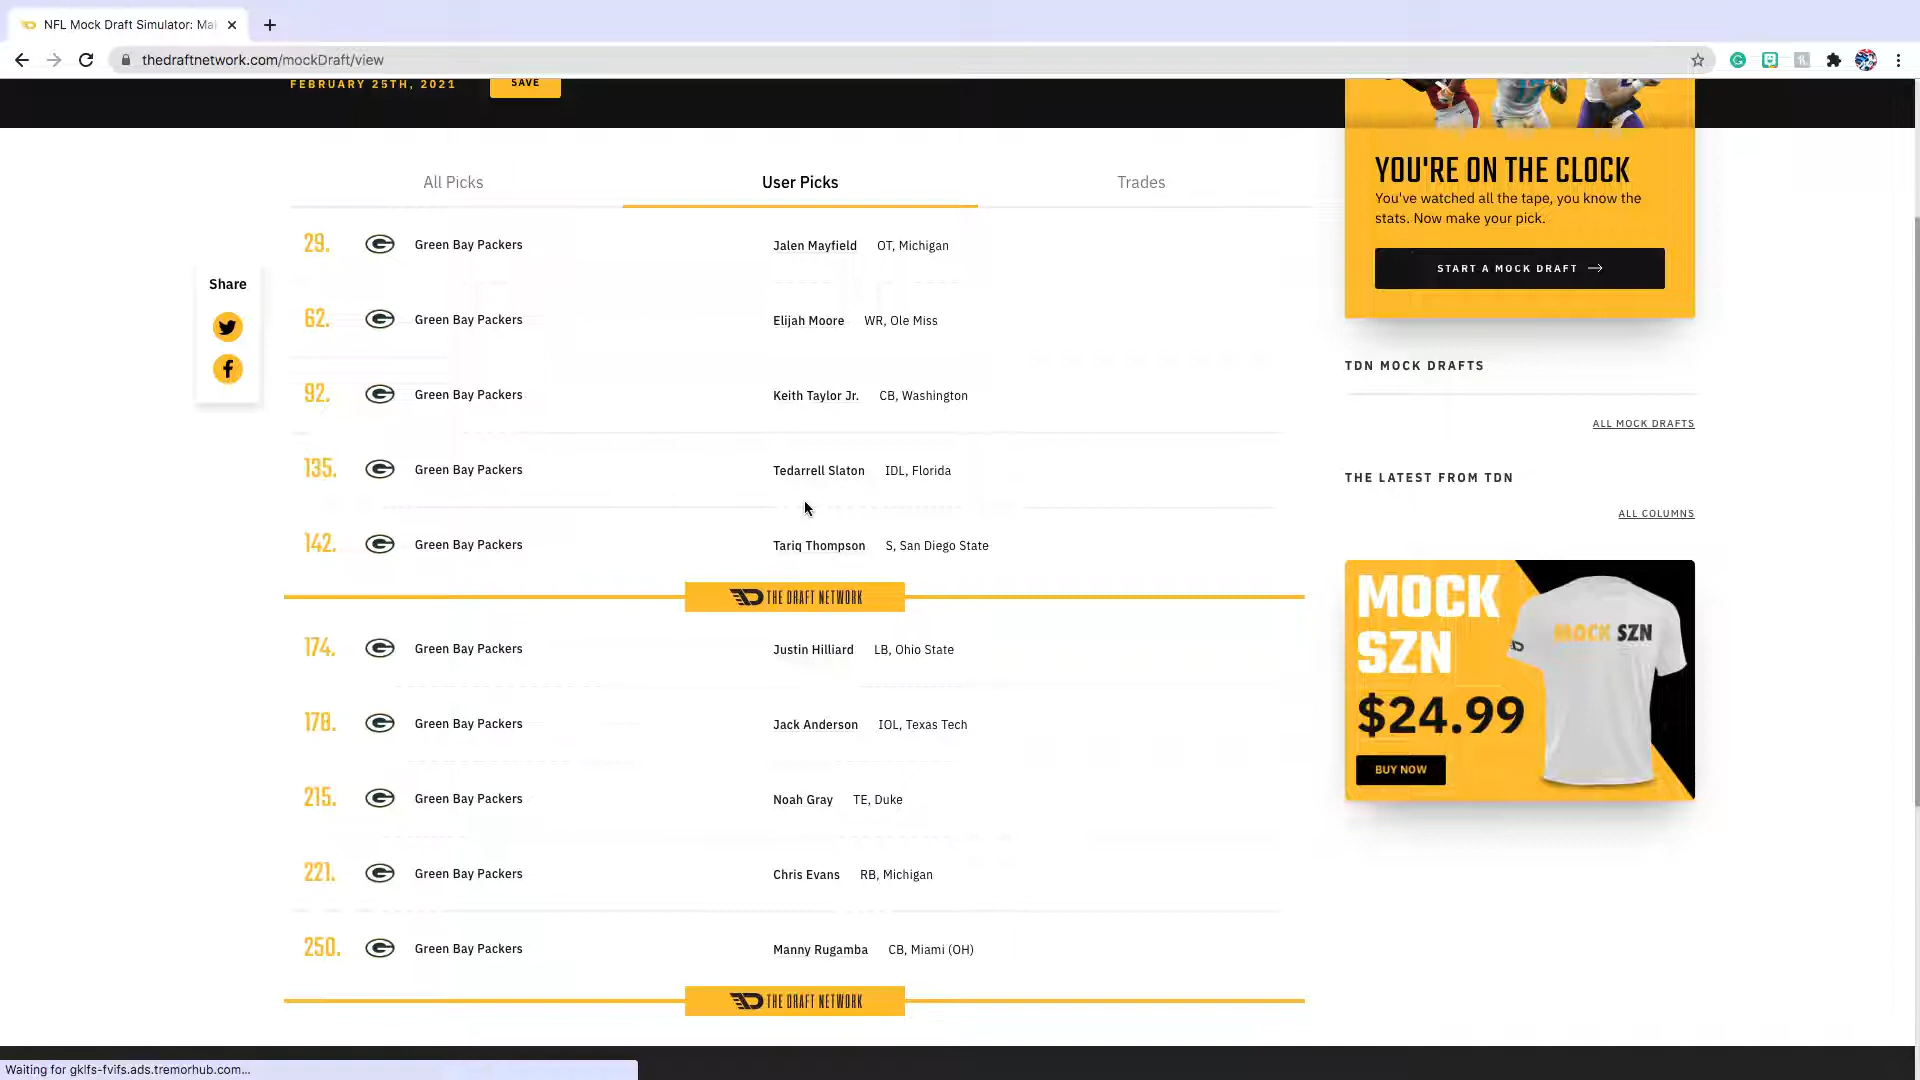 NFL Mock Draft Simulator: Ma
thedraftnetwork.com/mockDraft/view
FEBRUARY 25TH, 2021
SAVE
All Picks
User Picks
Trades
29. Green Bay Packers Jalen Mayfield OT, Michigan
62. Green Bay Packers Elijah Moore WR, Ole Miss
92. Green Bay Packers Keith Taylor Jr. CB, Washington
135. Green Bay Packers Tedarrell Slaton IDL, Florida
142. Green Bay Packers Tariq Thompson S, San Diego State
THE DRAFT NETWORK
174. Green Bay Packers Justin Hilliard LB, Ohio State
178. Green Bay Packers Jack Anderson IOL, Texas Tech
215. Green Bay Packers Noah Gray TE, Duke
221. Green Bay Packers Chris Evans RB, Michigan
250. Green Bay Packers Manny Rugamba CB, Miami (OH)
THE DRAFT NETWORK
Share
YOU'RE ON THE CLOCK
You've watched all the tape, you know the
stats. Now make your pick.
START A MOCK DRAFT
TDN MOCK DRAFTS
ALL MOCK DRAFTS
THE LATEST FROM TDN
ALL COLUMNS
MOCK
SZN
$24.99
BUY NOW
MOCK SZN
Waiting for gklfs-fvifs.ads.tremorhub.com...